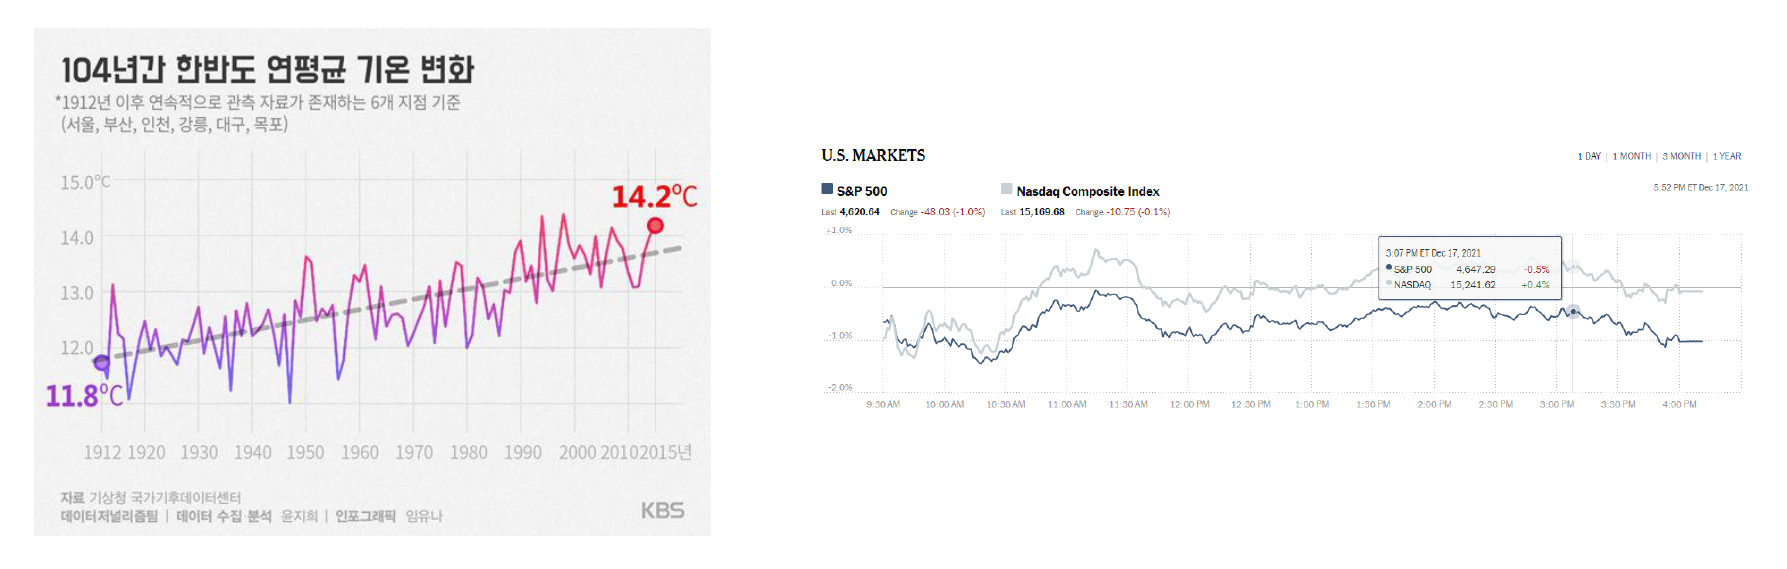 104년간 한반도 연평균 기온 변화
*1912년 이후 연속적으로 관측 자료가 존재하는 6개 지점 기준
(서울, 부산, 인천, 강릉, 대구, 목포)
15.0°C
14.2°C
14.0
13.0
12.0
11.8°C
1912 1920 1930 1940 1950 1960 1970 1980 1990 2000 2010 2015년
자료 기상청 국가기후데이터센터
데이터저널리즘팀 | 데이터 수집·분석 윤지희 | 인포그래픽 임유나
KBS
U.S. MARKETS
1 DAY | 1 MONTH | 3 MONTH | 1 YEAR
5:52 PM ET Dec 17, 2021
S&P 500
Nasdaq Composite Index
Last 4,620.64 Change -48.03 (-1.0%)
Last 15,169.68 Change -10.75 (-0.1%)
+1.0%
3:07 PM ET Dec 17, 2021
S&P 500 4,647.29 -0.5%
NASDAQ 15,241.62 +0.4%
0.0%
-1.0%
-2.0%
9:30 AM 10:00 AM 10:30 AM 11:00 AM 11:30 AM 12:00 PM 12:30 PM 1:00 PM 1:30 PM 2:00 PM 2:30 PM 3:00 PM 3:30 PM 4:00 PM